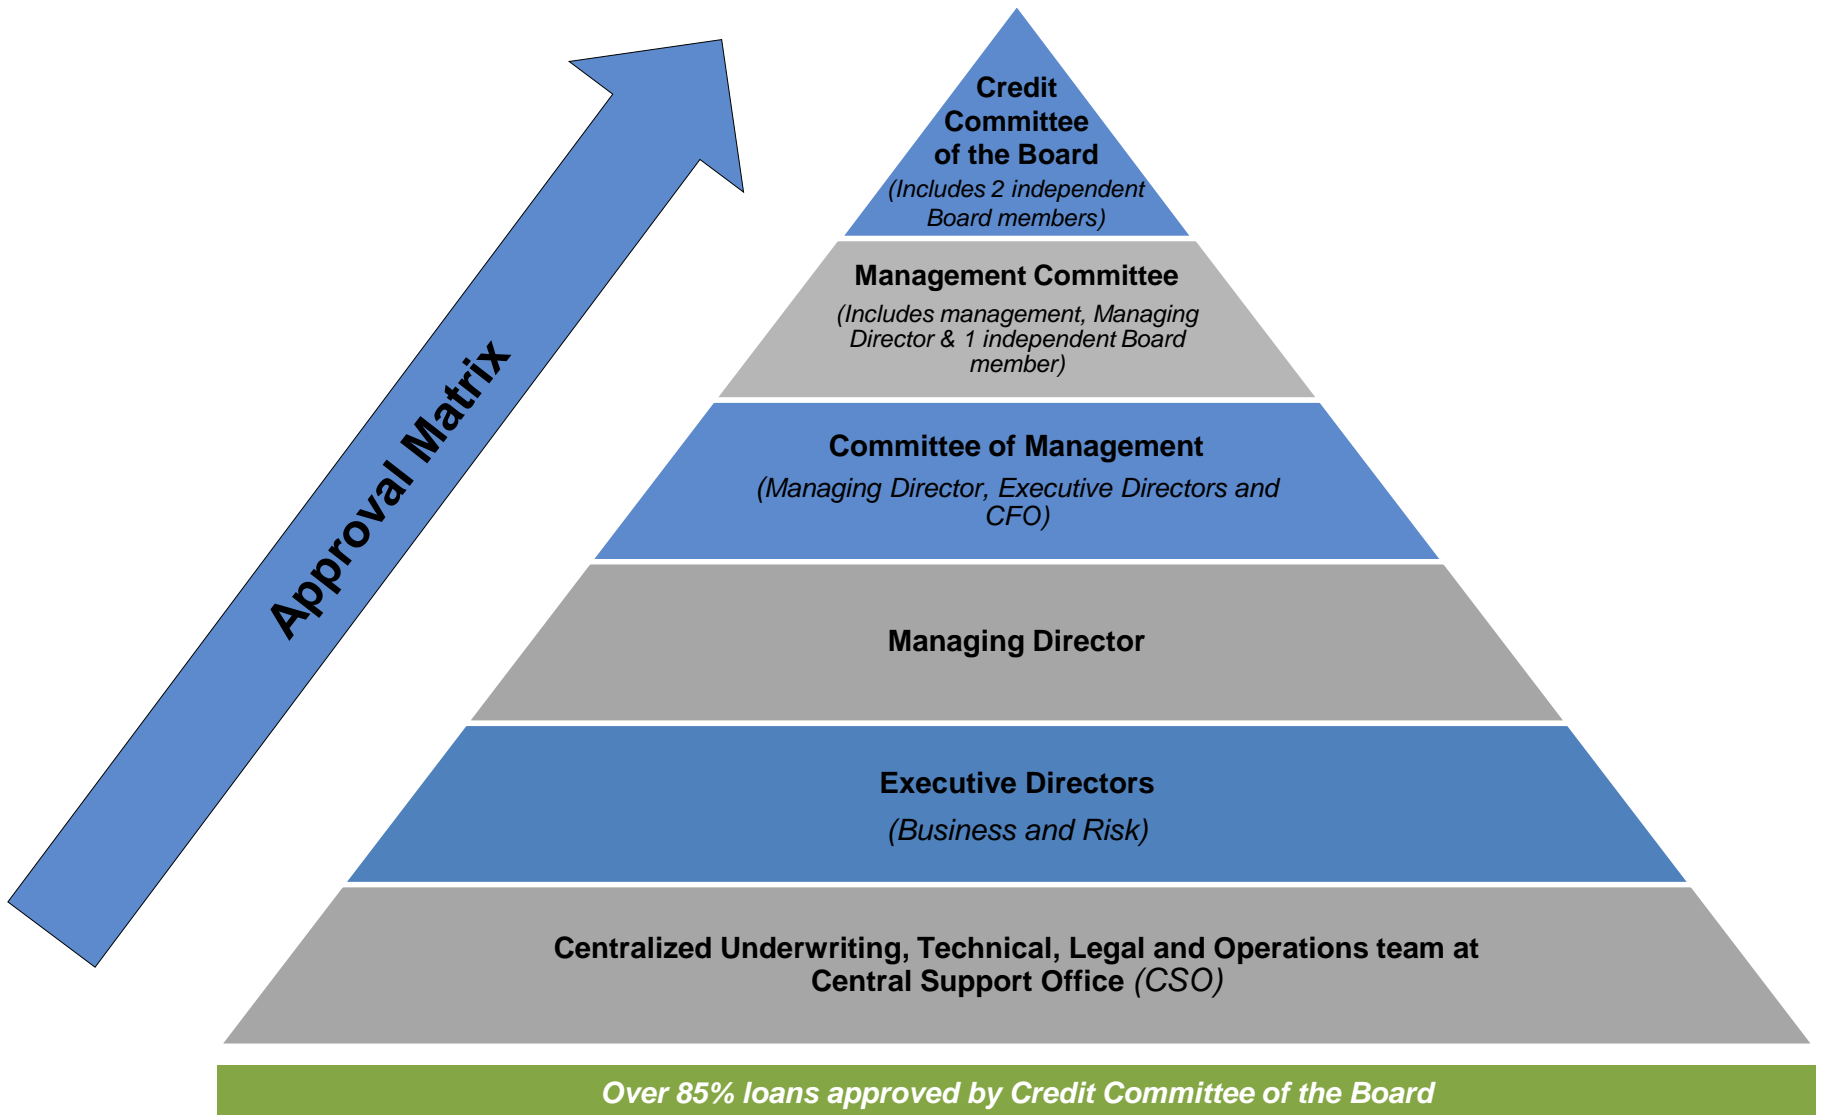 Approval Matrix
Credit
Committee
of the Board
(Includes 2 independent
Board members)
Management Committee
(Includes management, Managing
Director & 1 independent Board
member)
Committee of Management
(Managing Director, Executive Directors and
CFO)
Managing Director
Executive Directors
(Business and Risk)
Centralized Underwriting, Technical, Legal and Operations team at
Central Support Office (CSO)
Over 85% loans approved by Credit Committee of the Board